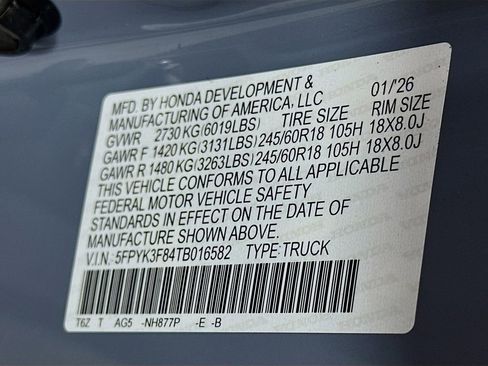 MFD. BY HONDA DEVELOPMENT &
MANUFACTURING OF AMERICA, LLC 01/'26
GVWR 2730 KG(6019LBS) TIRE SIZE RIM SIZE
GAWR F 1420 KG(3131LBS)245/60R18 105H 18X8.0J
GAWR R 1480 KG(3263LBS)245/60R18 105H 18X8.0J
THIS VEHICLE CONFORMS TO ALL APPLICABLE
FEDERAL MOTOR VEHICLE SAFETY
STANDARDS IN EFFECT ON THE DATE OF
MANUFACTURE SHOWN ABOVE.
V.I.N: 5FPYK3F84TB016582 TYPE:TRUCK
T6Z T AG5 -NH877P -E -B